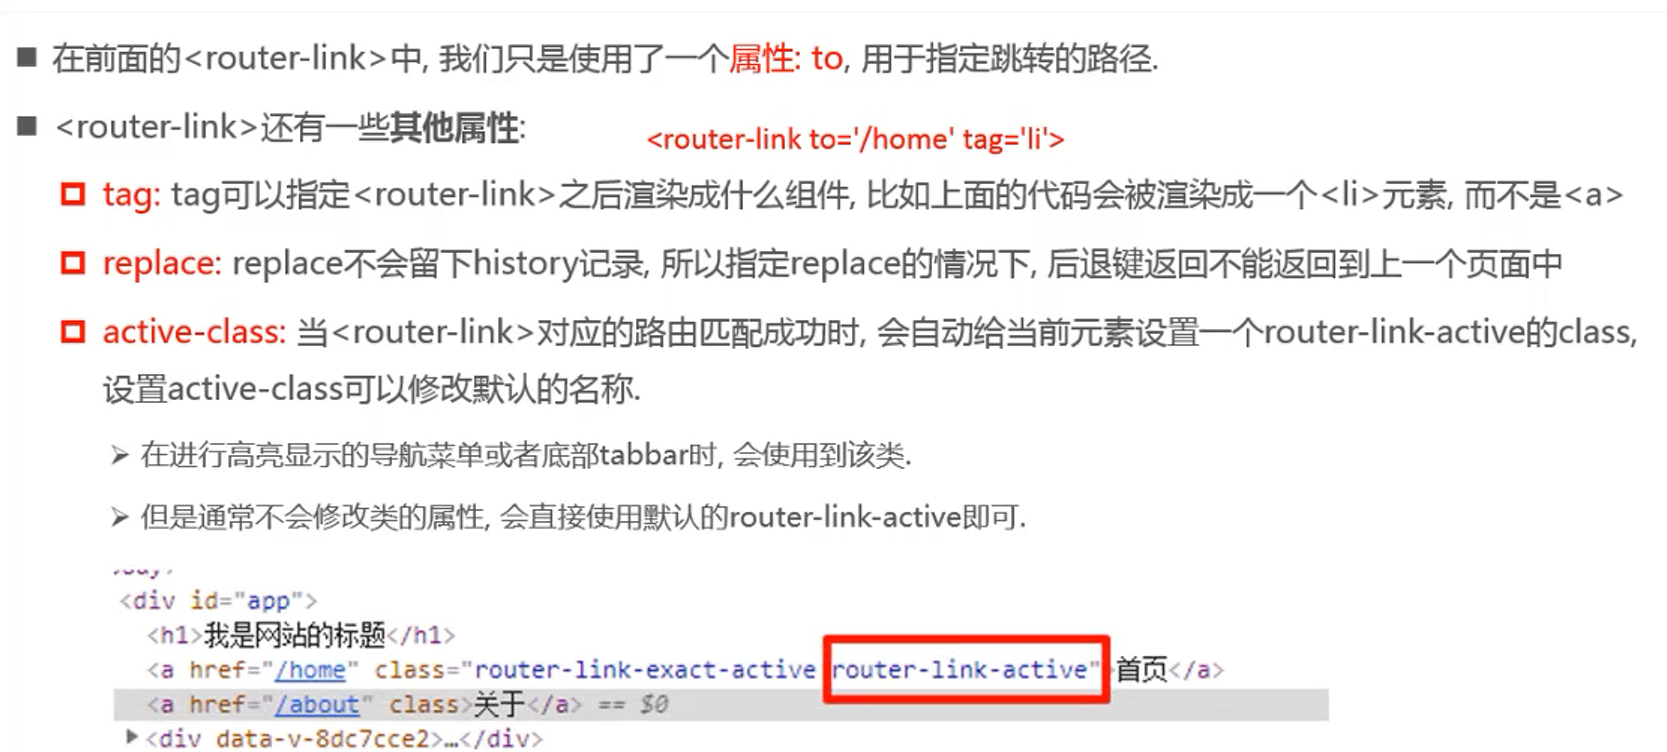 在前面的<router-link>中, 我们只是使用了一个属性: to, 用于指定跳转的路径.
<router-link>还有一些其他属性:
<router-link to='/home' tag='li'>
tag: tag可以指定<router-link>之后渲染成什么组件, 比如上面的代码会被渲染成一个<li>元素, 而不是<a>
replace: replace不会留下history记录, 所以指定replace的情况下, 后退键返回不能返回到上一个页面中
active-class: 当<router-link>对应的路由匹配成功时, 会自动给当前元素设置一个router-link-active的class,
设置active-class可以修改默认的名称.
在进行高亮显示的导航菜单或者底部tabbar时, 会使用到该类.
但是通常不会修改类的属性, 会直接使用默认的router-link-active即可.
<div id="app">
<h1>我是网站的标题</h1>
<a href="/home" class="router-link-exact-active router-link-active">首页</a>
<a href="/about" class>关于</a> == $0
<div data-v-8dc7cce2>…</div>